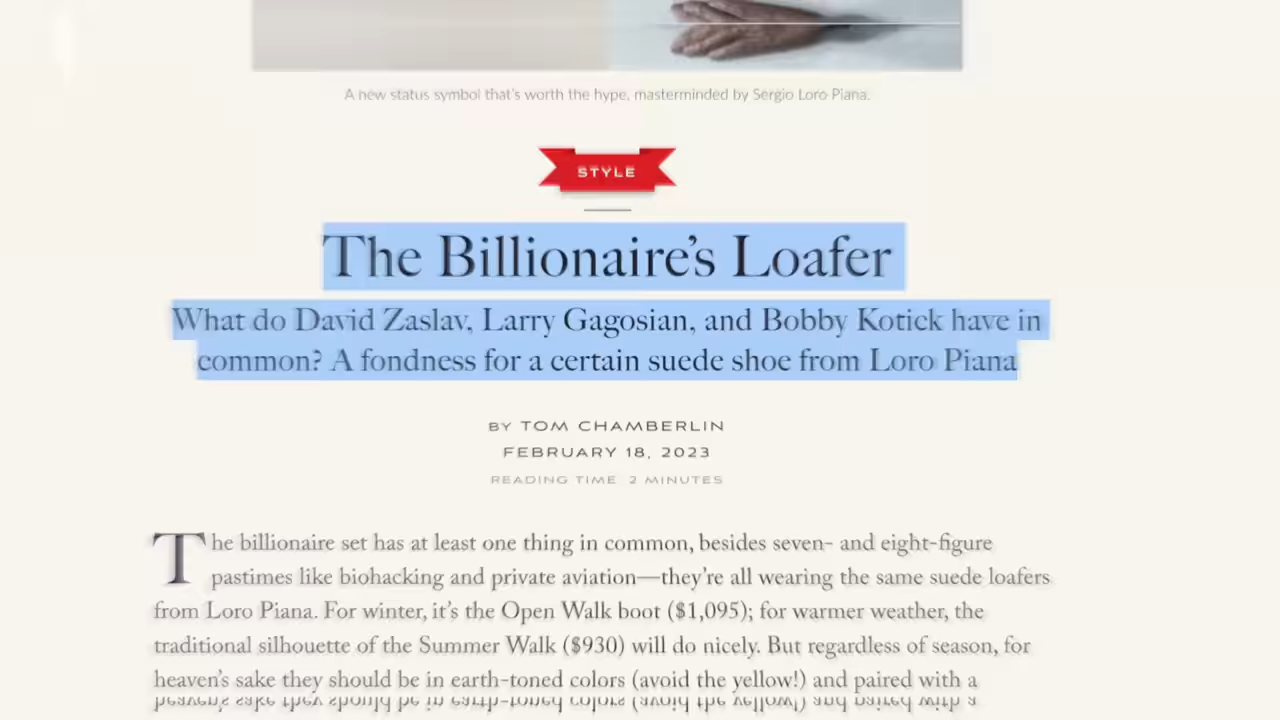 A new status symbol that's worth the hype, masterminded by Sergio Loro Piana.
STYLE
The Billionaire's Loafer
What do David Zaslav, Larry Gagosian, and Bobby Kotick have in
common? A fondness for a certain suede shoe from Loro Piana
BY TOM CHAMBERLIN
FEBRUARY 18, 2023
READING TIME 2 MINUTES
The billionaire set has at least one thing in common, besides seven- and eight-figure
pastimes like biohacking and private aviation—they're all wearing the same suede loafers
from Loro Piana. For winter, it's the Open Walk boot ($1,095); for warmer weather, the
traditional silhouette of the Summer Walk ($930) will do nicely. But regardless of season, for
heaven's sake they should be in earth-toned colors (avoid the yellow!) and paired with a